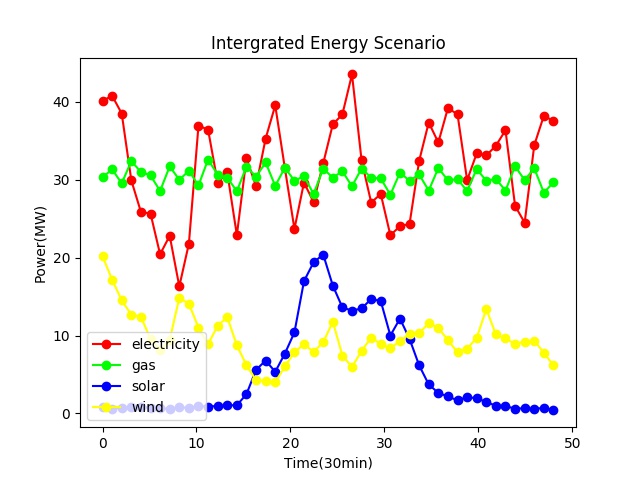 Intergrated Energy Scenario
Power(MW)
40
30
20
10
0
electricity
gas
solar
wind
0 10 20 30 40 50
Time(30min)